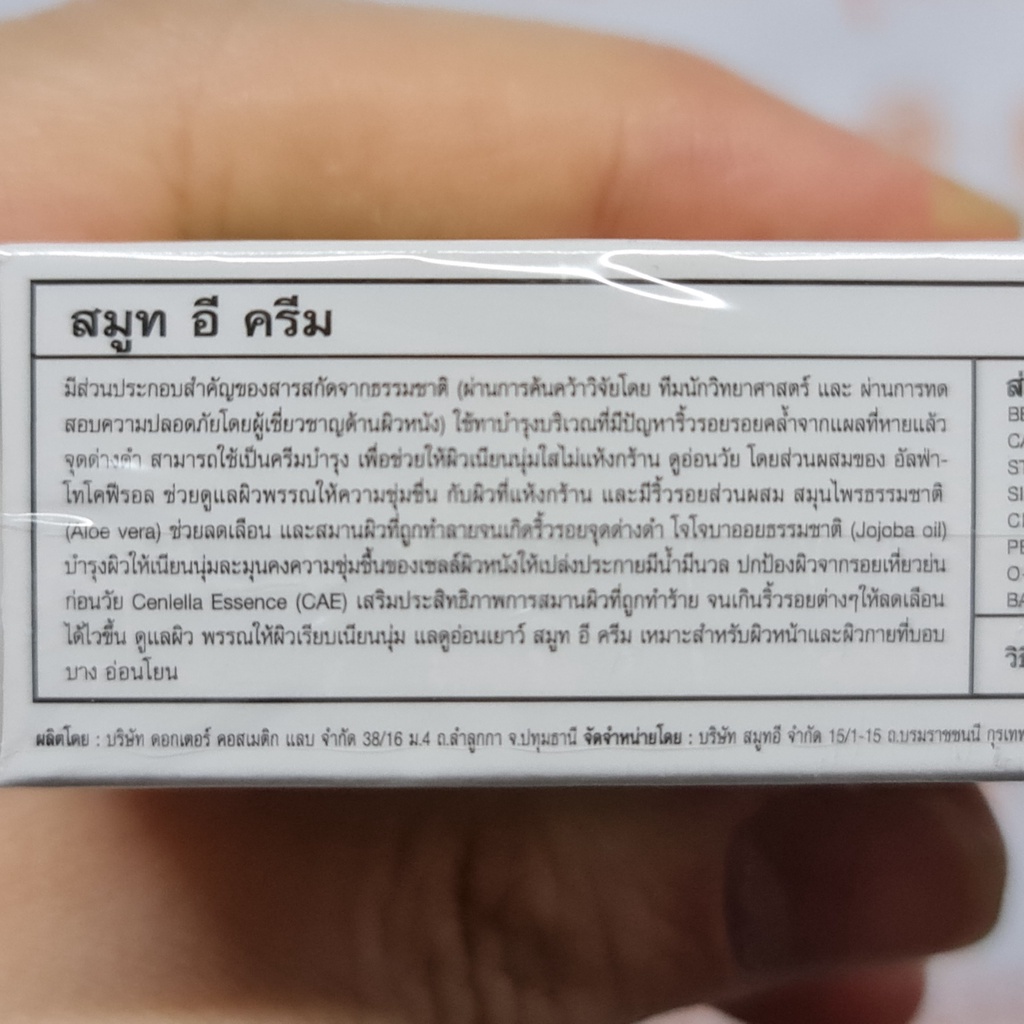 สมูท อี ครีม
มีส่วนประกอบสำคัญของสารสกัดจากธรรมชาติ (ผ่านการค้นคว้าวิจัยโดย ทีมนักวิทยาศาสตร์ และ ผ่านการทด
สอบความปลอดภัยโดยผู้เชี่ยวชาญด้านผิวหนัง) ใช้ทาบำรุงบริเวณที่มีปัญหาริ้วรอยรอยคล้ำจากแผลที่หายแล้ว
จุดด่างดำ สามารถใช้เป็นครีมบำรุง เพื่อช่วยให้ผิวเนียนนุ่มใสไม่แห้งกร้าน ดูอ่อนวัย โดยส่วนผสมของ อัลฟ่า-
โทโคฟีรอล ช่วยดูแลผิวพรรณให้ความชุ่มชื่น กับผิวที่แห้งกร้าน และมีริ้วรอยส่วนผสม สมุนไพรธรรมชาติ
(Aloe vera) ช่วยลดเลือน และสมานผิวที่ถูกทำลายจนเกิดริ้วรอยจุดด่างดำ โจโจบาออยธรรมชาติ (Jojoba oil)
บำรุงผิวให้เนียนนุ่มละมุนคงความชุ่มชื้นของเซลล์ผิวหนังให้เปล่งประกายมีน้ำมีนวล ปกป้องผิวจากรอยเหี่ยวย่น
ก่อนวัย Cenlella Essence (CAE) เสริมประสิทธิภาพการสมานผิวที่ถูกทำร้าย จนเกินริ้วรอยต่างๆให้ลดเลือน
ได้ไวขึ้น ดูแลผิว พรรณให้ผิวเรียบเนียนนุ่ม แลดูอ่อนเยาว์ สมูท อี ครีม เหมาะสำหรับผิวหน้าและผิวกายที่บอบ
บาง อ่อนโยน
ผลิตโดย : บริษัท ดอกเตอร์ คอสเมติก แลบ จำกัด 38/16 ม.4 ถ.ลำลูกกา จ.ปทุมธานี จัดจำหน่ายโดย : บริษัท สมูทอี จำกัด 15/1-15 ถ.บรมราชชนนี กรุงเทพ